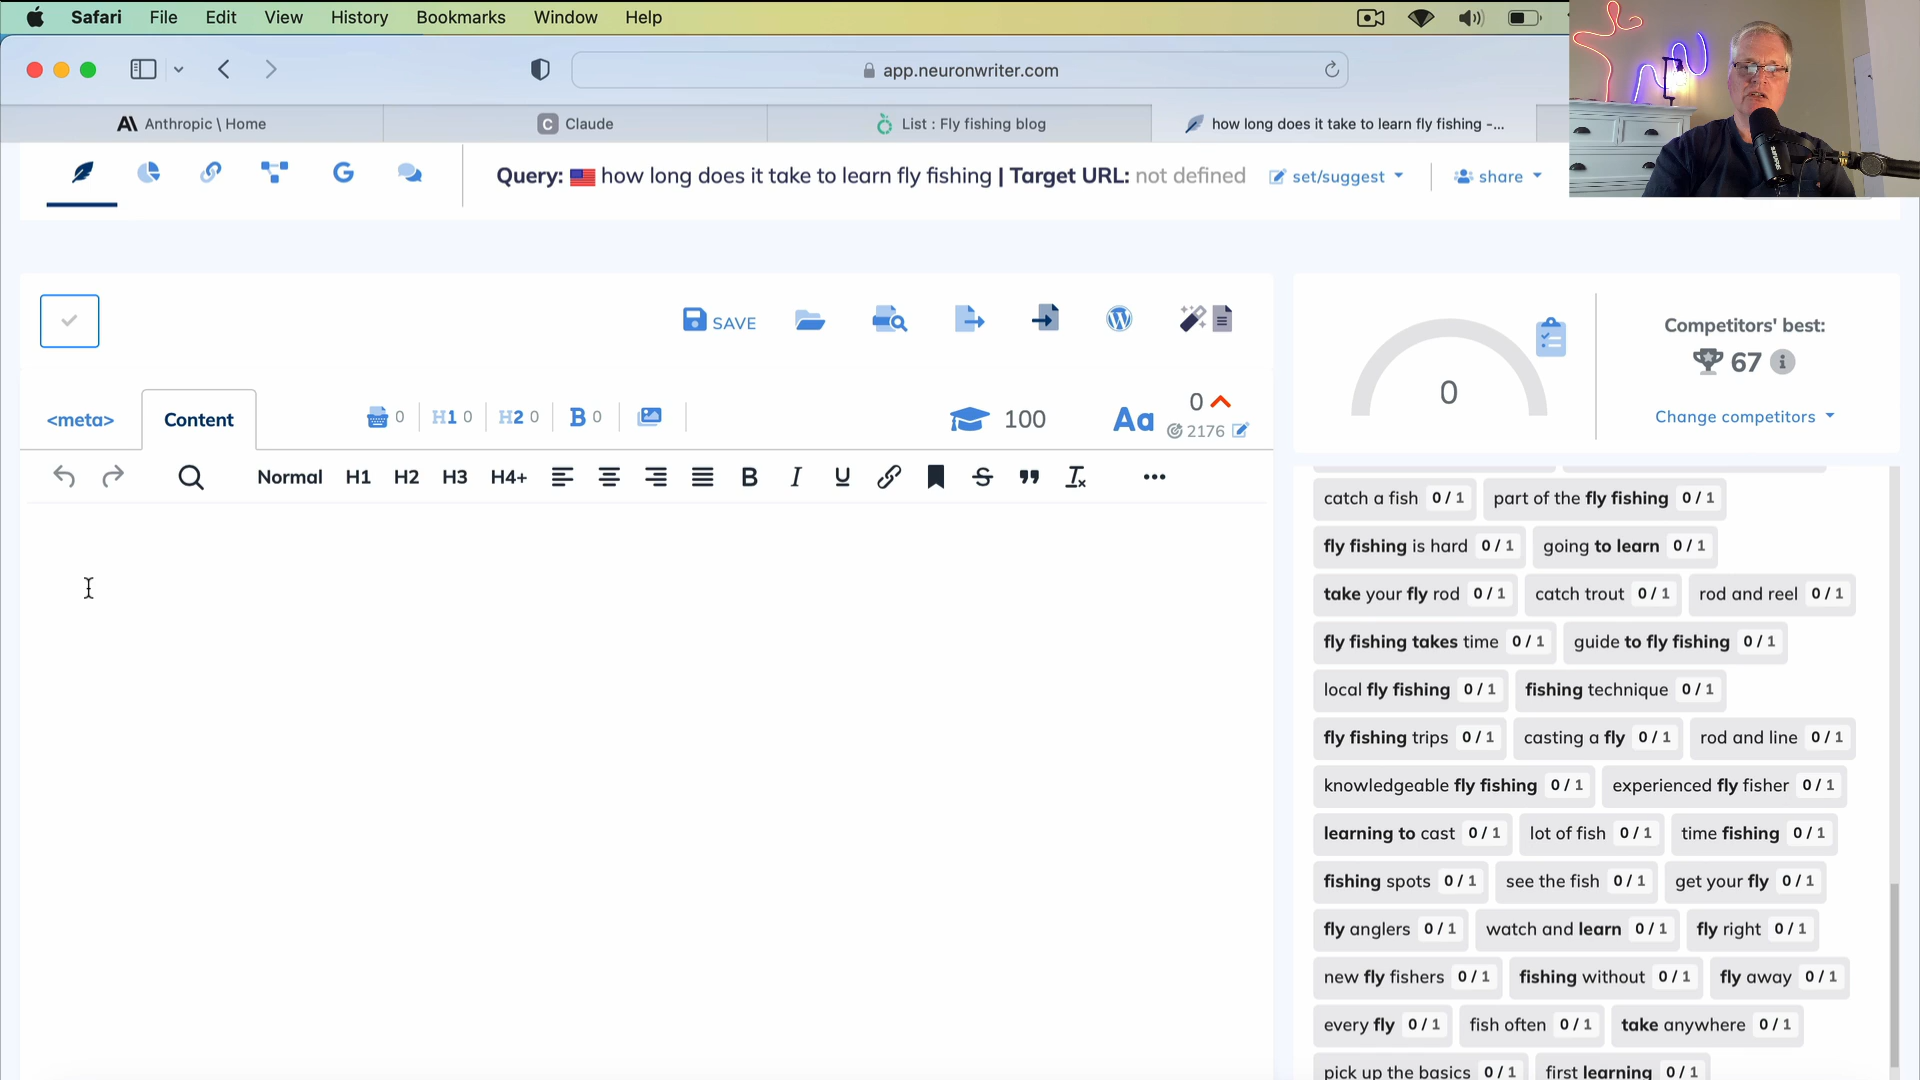 Safari File Edit View History Bookmarks Window Help
app.neuronwriter.com
Anthropic \ Home
C Claude
List : Fly fishing blog
how long does it take to learn fly fishing -...
Query: how long does it take to learn fly fishing | Target URL: not defined
set/suggest
share
SAVE
Competitors' best:
67
0
Change competitors
<meta>
Content
0
H1 0
H2 0
B 0
100
Aa
0
2176
Normal H1 H2 H3 H4+ B I U S Tx
catch a fish 0 / 1 part of the fly fishing 0 / 1
fly fishing is hard 0 / 1 going to learn 0 / 1
take your fly rod 0 / 1 catch trout 0 / 1 rod and reel 0 / 1
fly fishing takes time 0 / 1 guide to fly fishing 0 / 1
local fly fishing 0 / 1 fishing technique 0 / 1
fly fishing trips 0 / 1 casting a fly 0 / 1 rod and line 0 / 1
knowledgeable fly fishing 0 / 1 experienced fly fisher 0 / 1
learning to cast 0 / 1 lot of fish 0 / 1 time fishing 0 / 1
fishing spots 0 / 1 see the fish 0 / 1 get your fly 0 / 1
fly anglers 0 / 1 watch and learn 0 / 1 fly right 0 / 1
new fly fishers 0 / 1 fishing without 0 / 1 fly away 0 / 1
every fly 0 / 1 fish often 0 / 1 take anywhere 0 / 1
pick up the basics 0 / 1 first learning 0 / 1